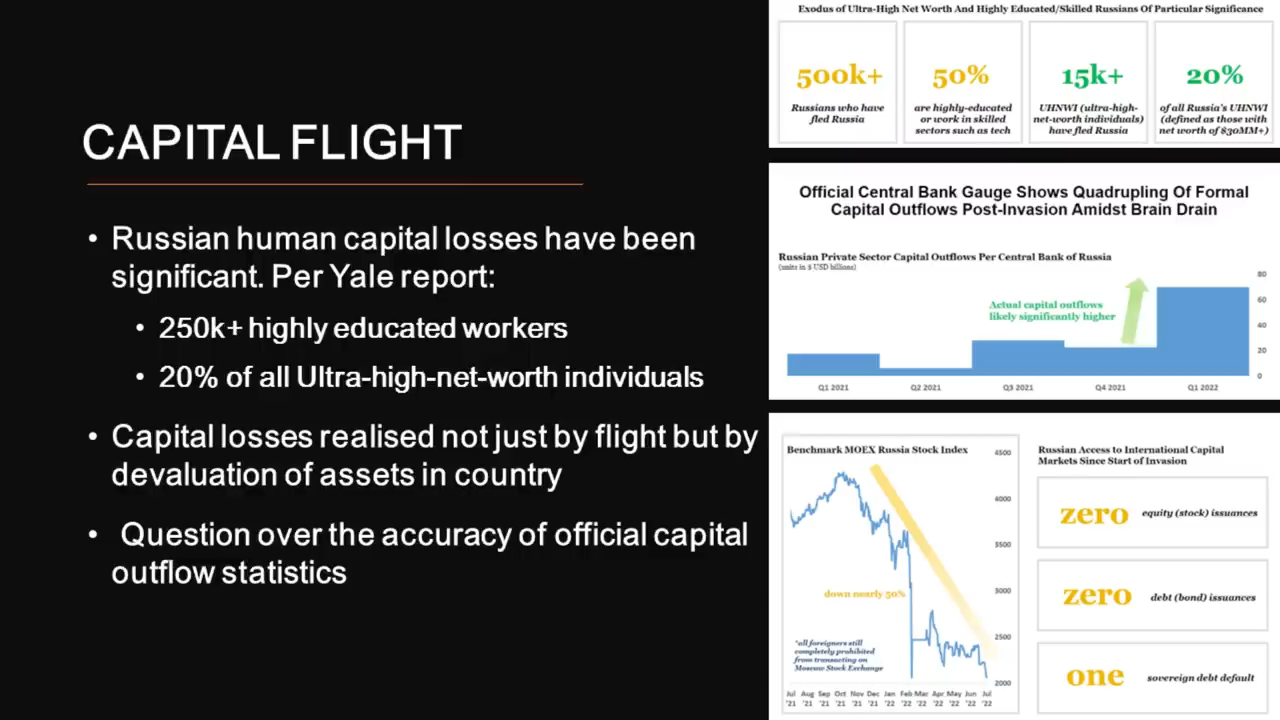 CAPITAL FLIGHT
• Russian human capital losses have been
significant. Per Yale report:
• 250k+ highly educated workers
• 20% of all Ultra-high-net-worth individuals
• Capital losses realised not just by flight but by
devaluation of assets in country
• Question over the accuracy of official capital
outflow statistics
Exodus of Ultra-High Net Worth And Highly Educated/Skilled Russians Of Particular Significance
500k+
Russians who have
fled Russia
50%
are highly-educated
or work in skilled
sectors such as tech
15k+
UHNWI (ultra-high-
net-worth individuals)
have fled Russia
20%
of all Russia's UHNWI
(defined as those with
net worth of $30MM+)
Official Central Bank Gauge Shows Quadrupling Of Formal
Capital Outflows Post-Invasion Amidst Brain Drain
Russian Private Sector Capital Outflows Per Central Bank of Russia
(units in $ USD billions)
80
60
40
20
0
Actual capital outflows
likely significantly higher
Q1 2021 Q2 2021 Q3 2021 Q4 2021 Q1 2022
Benchmark MOEX Russia Stock Index
4500
4000
3500
3000
2500
2000
down nearly 50%
*all foreigners still
completely prohibited
from transacting on
Moscow Stock Exchange
Jul Aug Sep Oct Nov Dec Jan Feb Mar Apr May Jun Jul
'21 '21 '21 '21 '21 '21 '22 '22 '22 '22 '22 '22 '22
Russian Access to International Capital
Markets Since Start of Invasion
zero equity (stock) issuances
zero debt (bond) issuances
one sovereign debt default